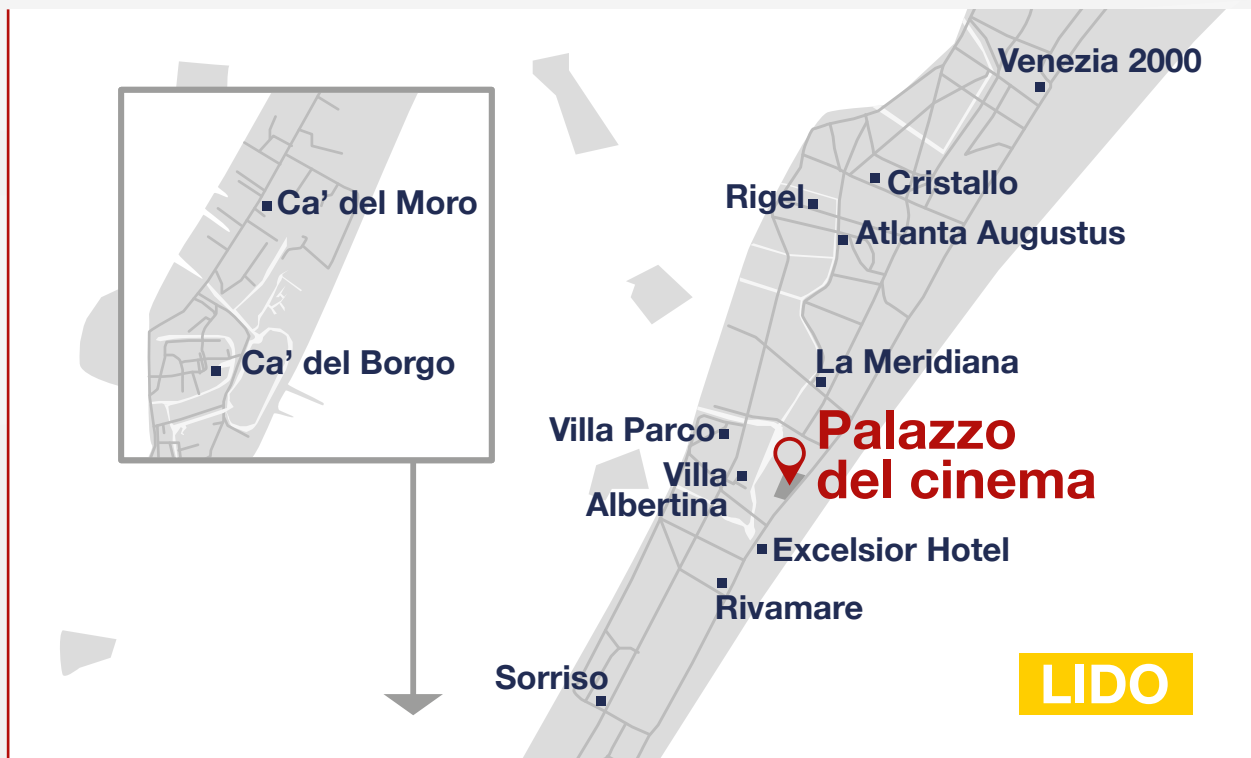 Venezia 2000
Cristallo
Rigel
Ca’ del Moro
Atlanta Augustus
La Meridiana
Ca’ del Borgo
Villa Parco
Palazzo
del cinema
Villa
Albertina
Excelsior Hotel
Rivamare
Sorriso
LIDO